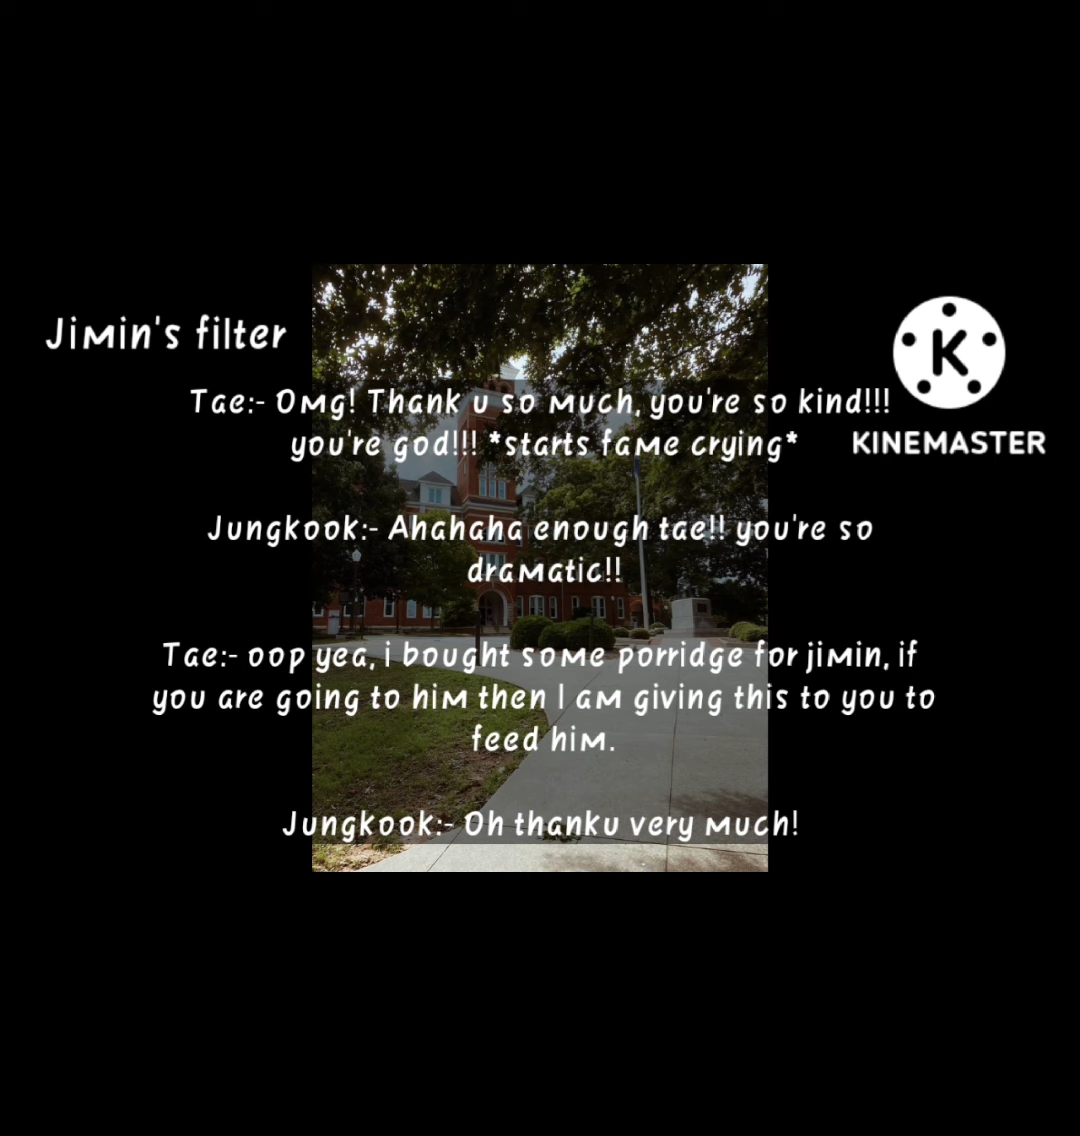 Jimin's filter
K
KINEMASTER
Tae:- Omg! Thank u so much, you're so kind!!!
you're god!!! *starts fame crying*
Jungkook:- Ahahaha enough tae!! you're so
dramatic!!
Tae:- oop yea, i bought some porridge for jimin, if
you are going to him then I am giving this to you to
feed him.
Jungkook:- Oh thanku very much!